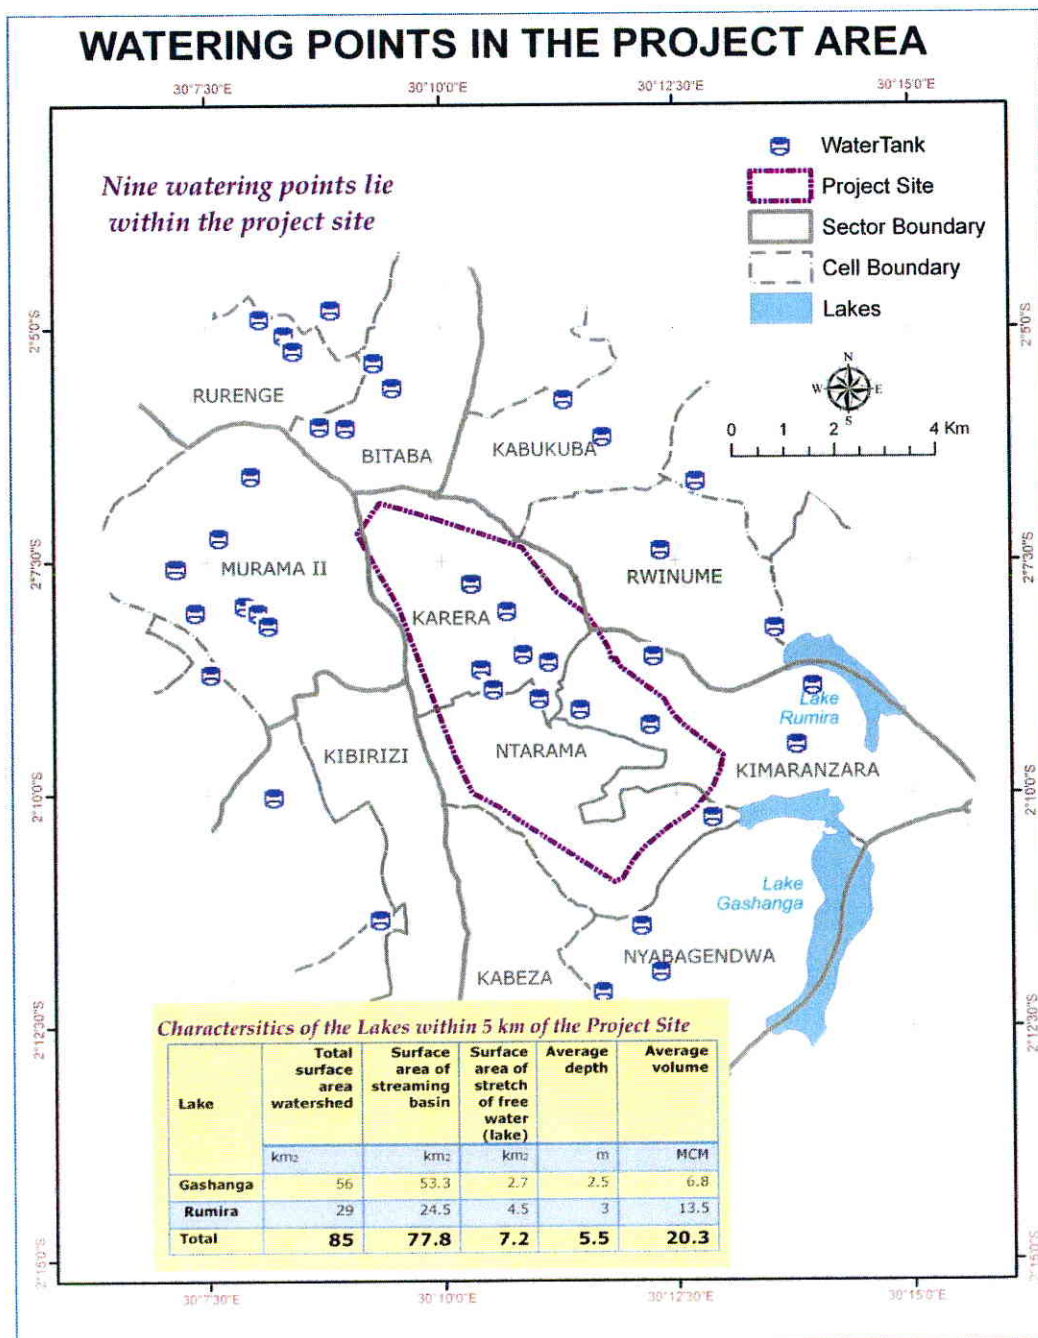 WATERING POINTS IN THE PROJECT AREA
30°7'30"E 30°10'0"E 30°12'30"E 30°15'0"E
WaterTank
Project Site
Sector Boundary
Cell Boundary
Lakes
Nine watering points lie
within the project site
2°5'0"S 2°5'0"S
N
W E
S
0 1 2 4 Km
RURENGE
BITABA
KABUKUBA
2°7'30"S 2°7'30"S
MURAMA II
RWINUME
KARERA
Lake
Rumira
KIBIRIZI
NTARAMA
KIMARANZARA
2°10'0"S 2°10'0"S
Lake
Gashanga
NYABAGENDWA
KABEZA
2°12'30"S 2°12'30"S
Charactersitics of the Lakes within 5 km of the Project Site
Lake Total surface area watershed Surface area of streaming basin Surface area of stretch of free water (lake) Average depth Average volume
km2 km2 km2 m MCM
Gashanga 56 53.3 2.7 2.5 6.8
Rumira 29 24.5 4.5 3 13.5
Total 85 77.8 7.2 5.5 20.3
2°15'0"S 2°15'0"S
30°7'30"E 30°10'0"E 30°12'30"E 30°15'0"E